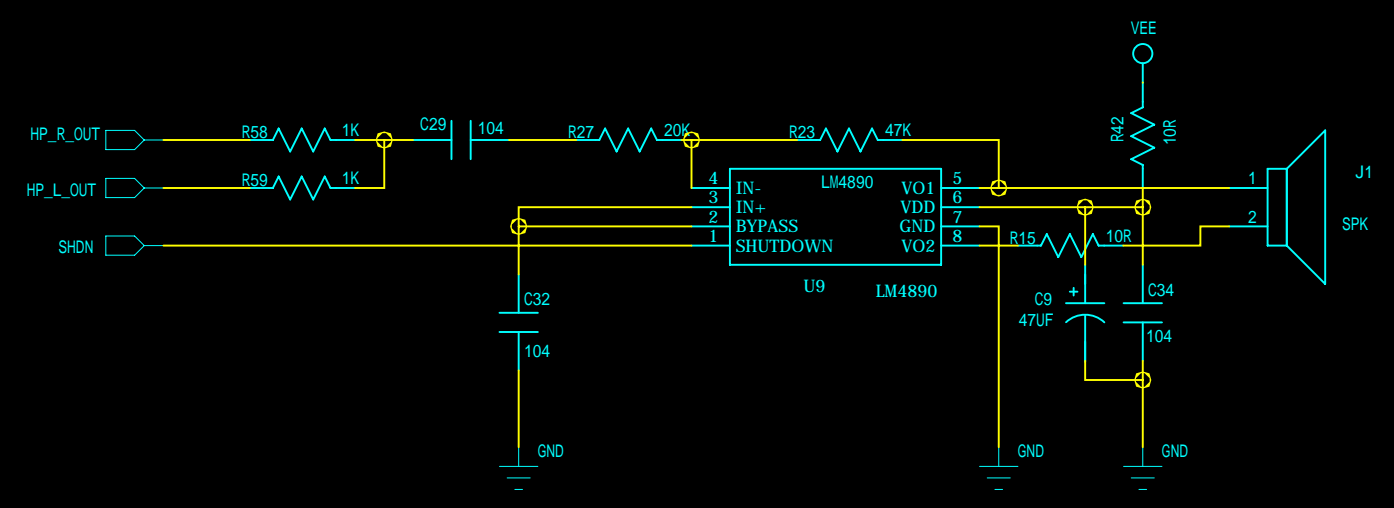 VEE
HP_R_OUT
R58
1K
C29
104
R27
20K
R23
47K
R42
10R
HP_L_OUT
R59
1K
LM4890
4
IN-
VO1
5
3
IN+
VDD
6
2
BYPASS
GND
7
1
SHUTDOWN
VO2
8
1
2
J1
SPK
SHDN
R15
10R
U9
LM4890
C32
104
C9
+
47UF
C34
104
GND
GND
GND